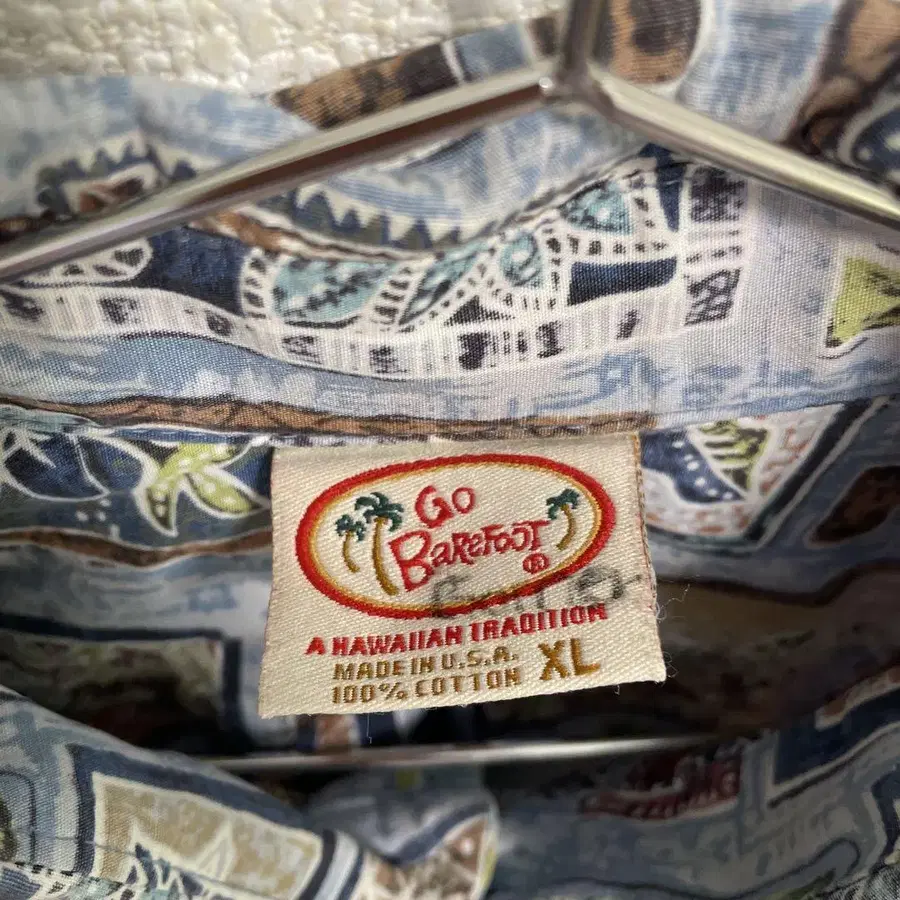 Go
Barefoot
®
A HAWAIIAN TRADITION
MADE IN U.S.A. XL
100% COTTON